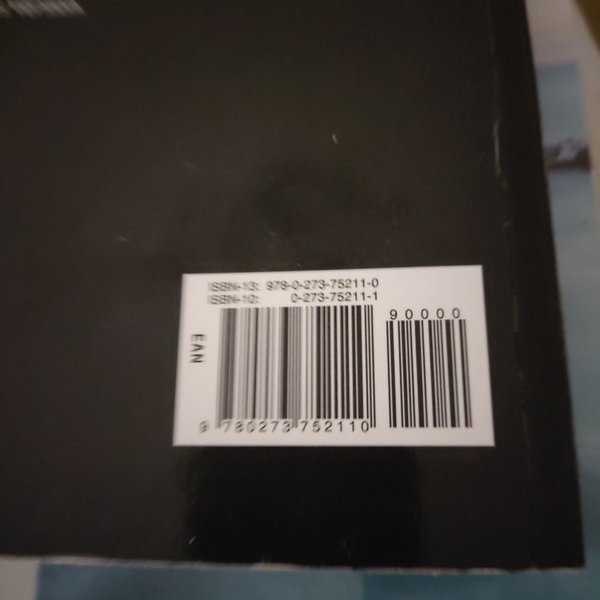 ISBN-13: 978-0-273-75211-0
ISBN-10: 0-273-75211-1
90000
EAN
9 780273 752110